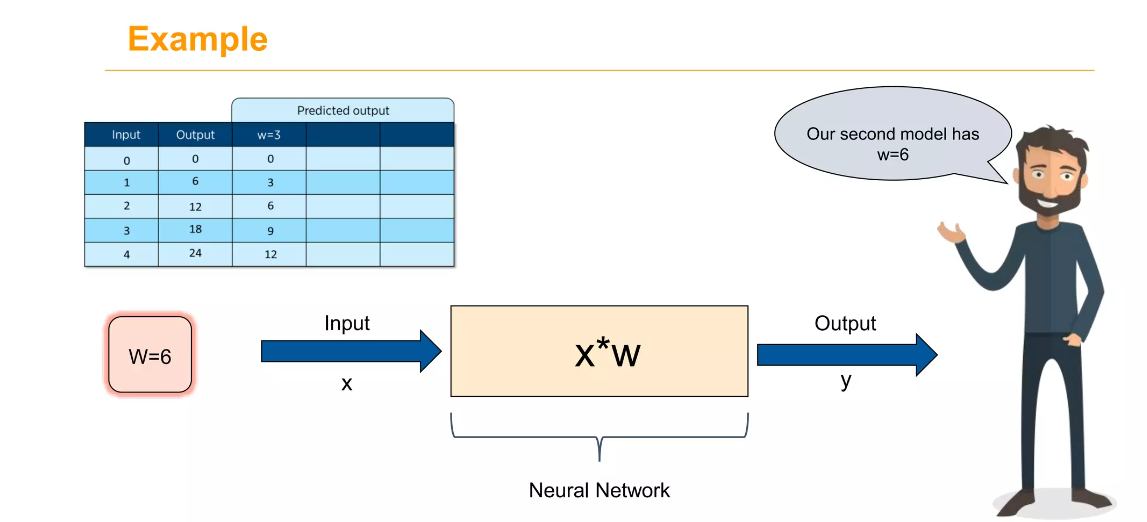 Example
Predicted output
Input Output w=3
0 0 0
1 6 3
2 12 6
3 18 9
4 24 12
Our second model has
w=6
W=6
Input
x
x*w
Output
y
Neural Network